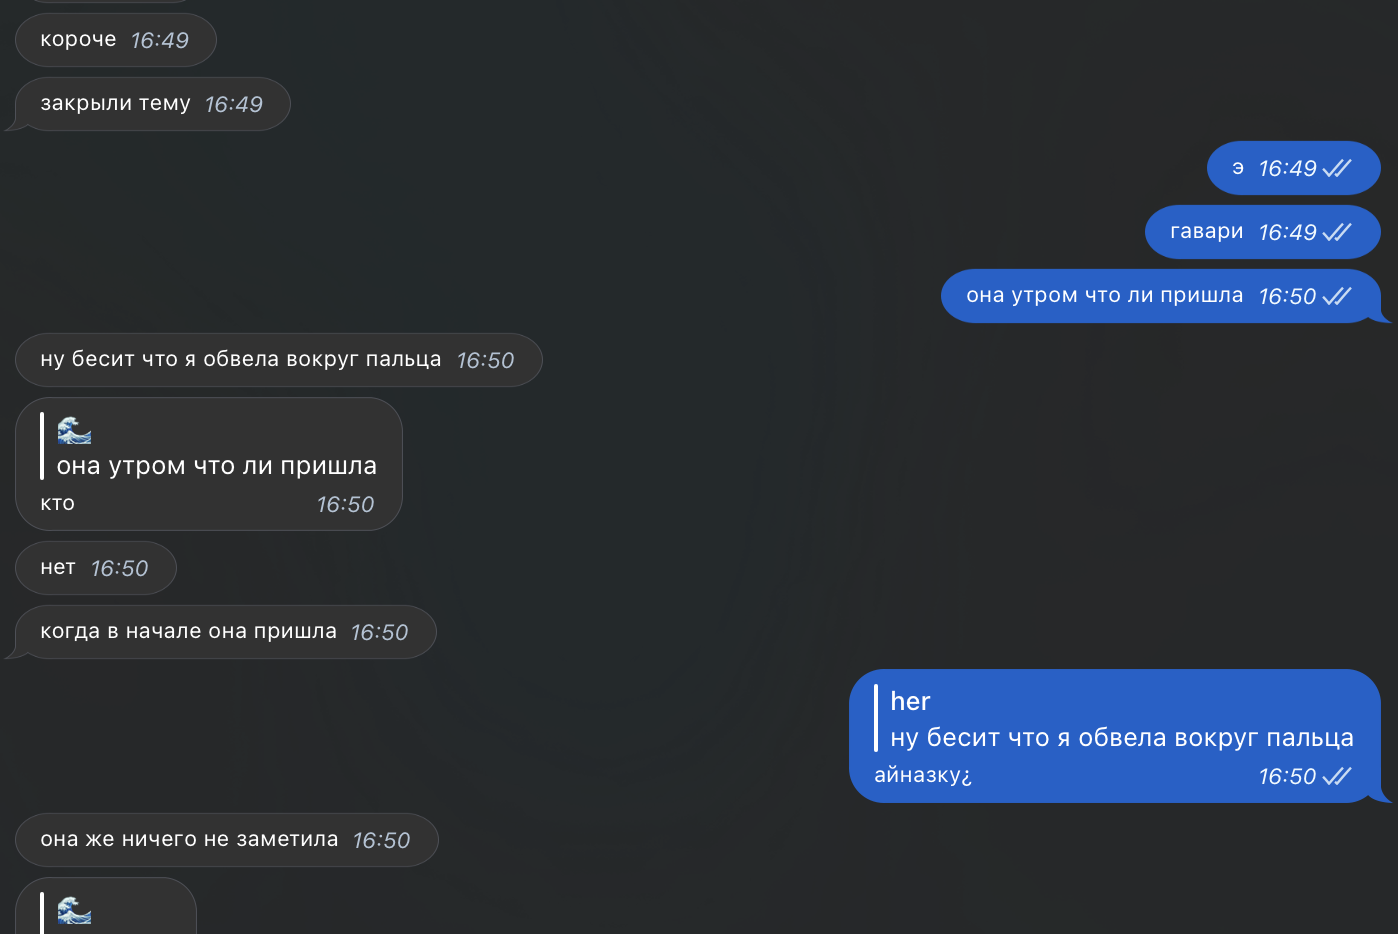 короче 16:49
закрыли тему 16:49
э 16:49
гавари 16:49
она утром что ли пришла 16:50
ну бесит что я обвела вокруг пальца 16:50
🌊
она утром что ли пришла
кто 16:50
нет 16:50
когда в начале она пришла 16:50
her
ну бесит что я обвела вокруг пальца
айназку¿ 16:50
она же ничего не заметила 16:50
🌊